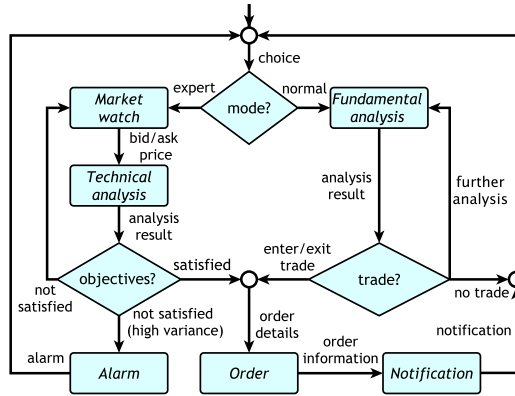 choice
expert
mode?
normal
Market
watch
Fundamental
analysis
bid/ask
price
Technical
analysis
analysis
result
analysis
result
further
analysis
objectives?
satisfied
enter/exit
trade
trade?
not
satisfied
no trade
not satisfied
(high variance)
order
details
order
information
notification
alarm
Alarm
Order
Notification